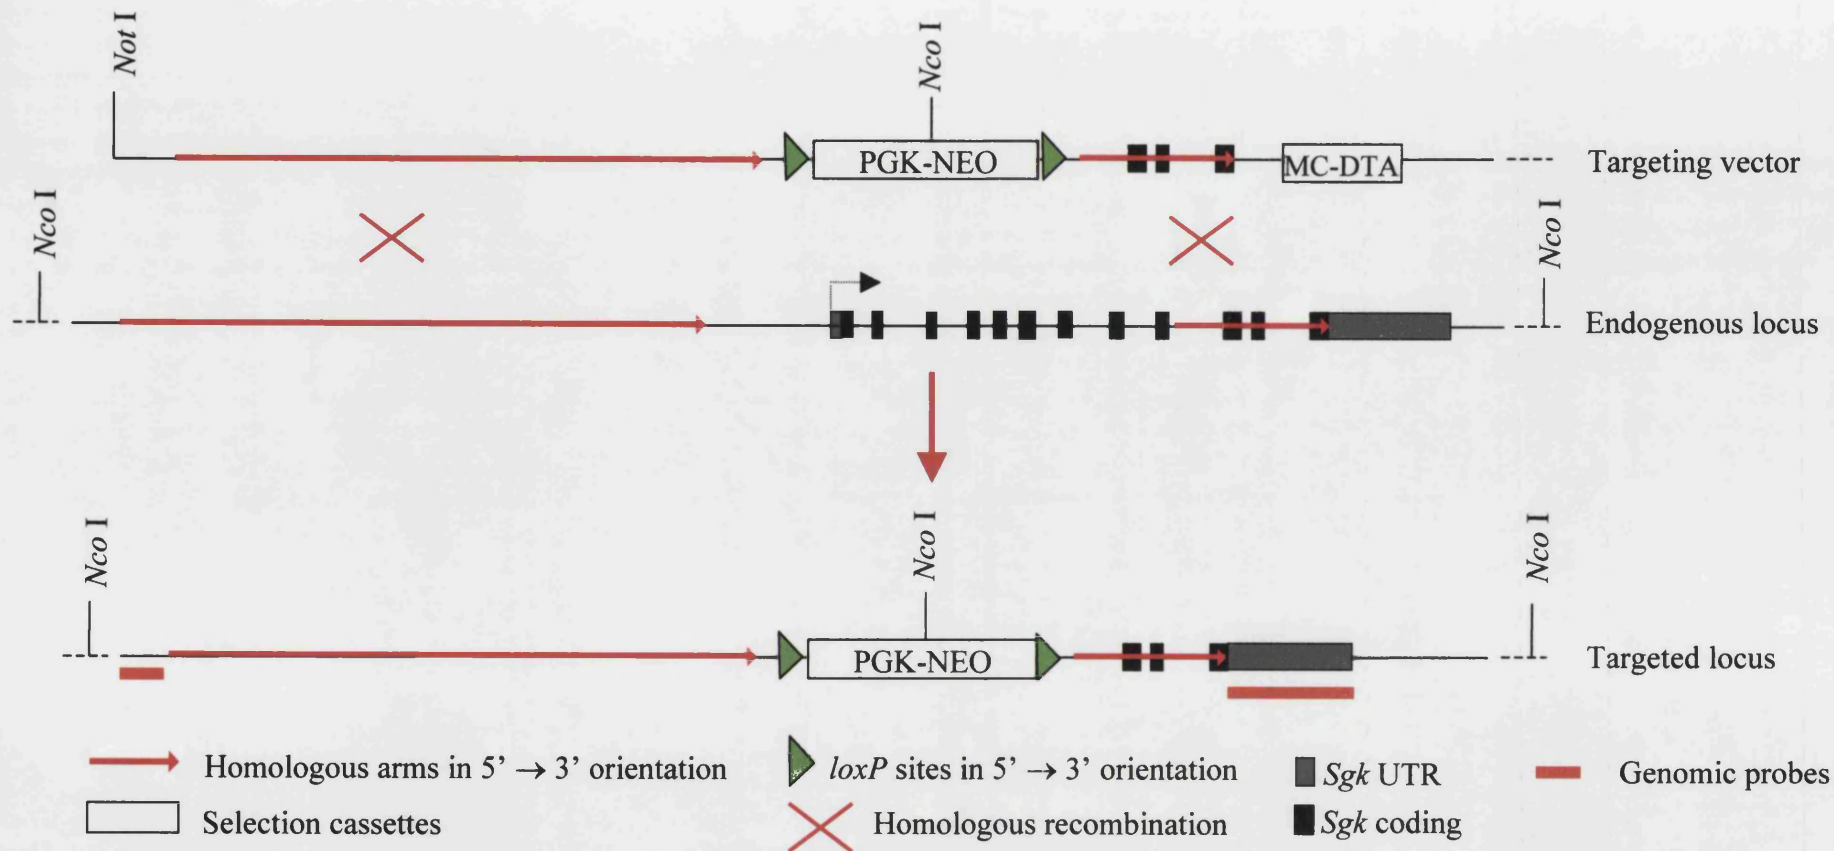 Not I
Nco I
PGK-NEO
MC-DTA
Targeting vector
Nco I
Nco I
Endogenous locus
Nco I
Nco I
Nco I
PGK-NEO
Targeted locus
Homologous arms in 5’ → 3’ orientation
loxP sites in 5’ → 3’ orientation
Sgk UTR
Genomic probes
Selection cassettes
Homologous recombination
Sgk coding